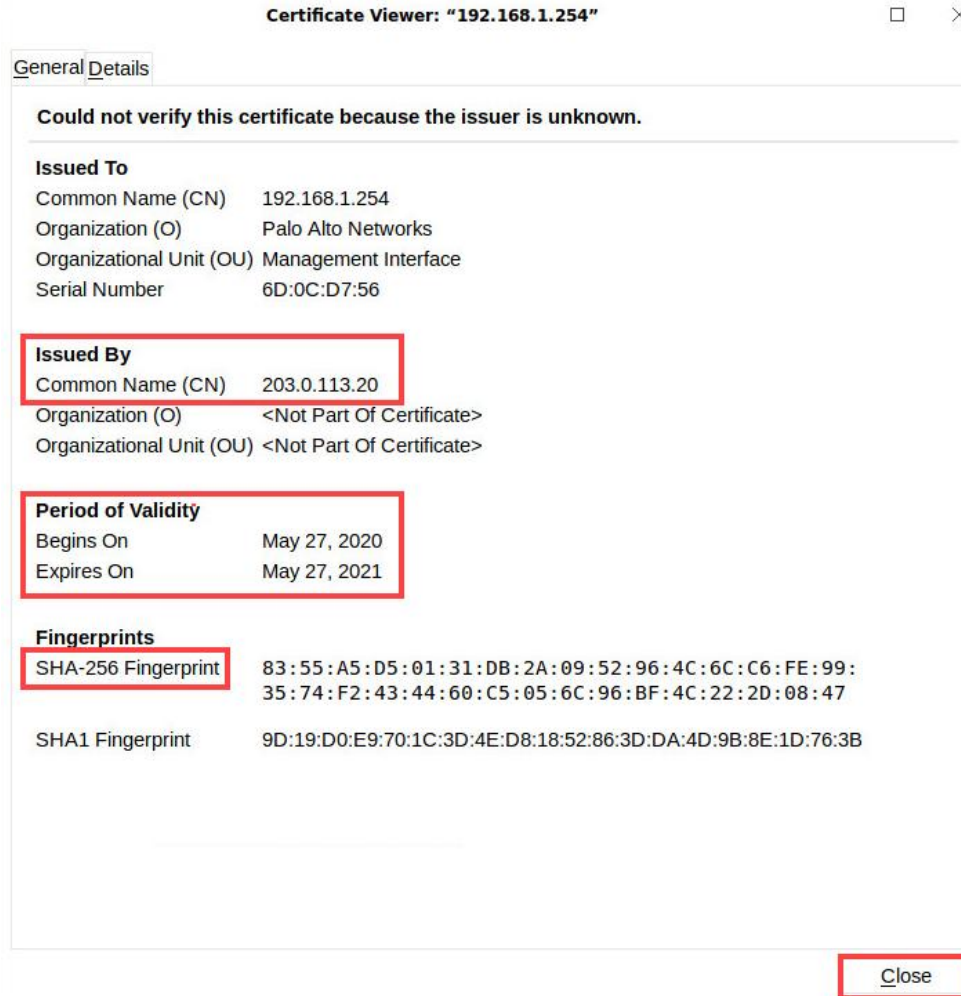 Certificate Viewer: “192.168.1.254”
General Details
Could not verify this certificate because the issuer is unknown.
Issued To
Common Name (CN) 192.168.1.254
Organization (O) Palo Alto Networks
Organizational Unit (OU) Management Interface
Serial Number 6D:0C:D7:56
Issued By
Common Name (CN) 203.0.113.20
Organization (O) <Not Part Of Certificate>
Organizational Unit (OU) <Not Part Of Certificate>
Period of Validity
Begins On May 27, 2020
Expires On May 27, 2021
Fingerprints
SHA-256 Fingerprint 83:55:A5:D5:01:31:DB:2A:09:52:96:4C:6C:C6:FE:99:
35:74:F2:43:44:60:C5:05:6C:96:BF:4C:22:2D:08:47
SHA1 Fingerprint 9D:19:D0:E9:70:1C:3D:4E:D8:18:52:86:3D:DA:4D:9B:8E:1D:76:3B
Close